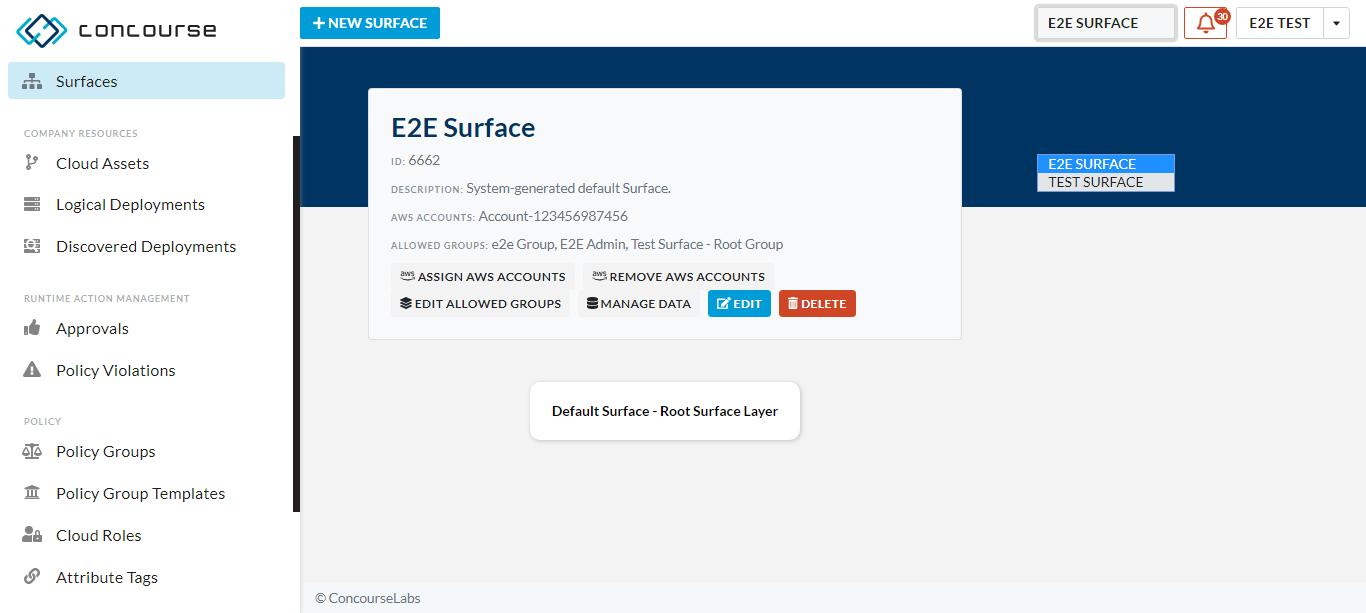 concourse
+ NEW SURFACE
E2E SURFACE
30
E2E TEST
Surfaces
COMPANY RESOURCES
Cloud Assets
Logical Deployments
Discovered Deployments
RUNTIME ACTION MANAGEMENT
Approvals
Policy Violations
POLICY
Policy Groups
Policy Group Templates
Cloud Roles
Attribute Tags
E2E Surface
ID: 6662
DESCRIPTION: System-generated default Surface.
AWS ACCOUNTS: Account-123456987456
ALLOWED GROUPS: e2e Group, E2E Admin, Test Surface - Root Group
aws ASSIGN AWS ACCOUNTS aws REMOVE AWS ACCOUNTS
EDIT ALLOWED GROUPS MANAGE DATA EDIT DELETE
E2E SURFACE
TEST SURFACE
Default Surface - Root Surface Layer
© ConcourseLabs